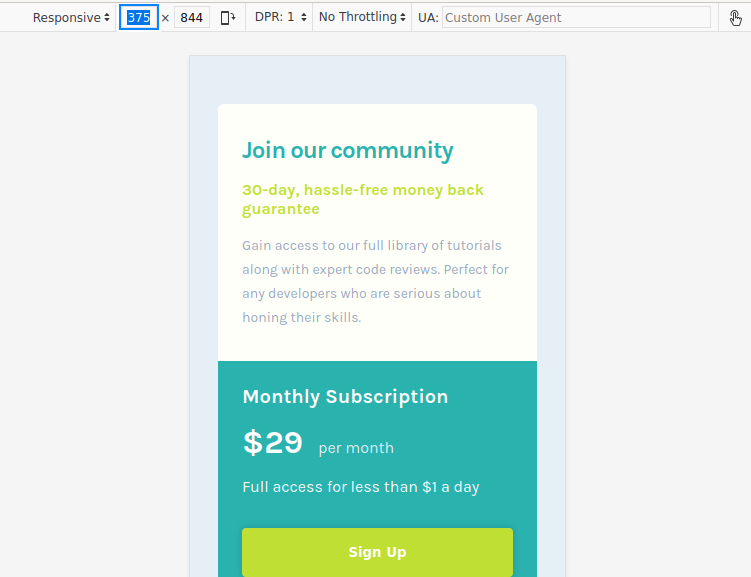 Responsive 375 × 844 DPR: 1 No Throttling UA: Custom User Agent
Join our community
30-day, hassle-free money back
guarantee
Gain access to our full library of tutorials
along with expert code reviews. Perfect for
any developers who are serious about
honing their skills.
Monthly Subscription
$29 per month
Full access for less than $1 a day
Sign Up